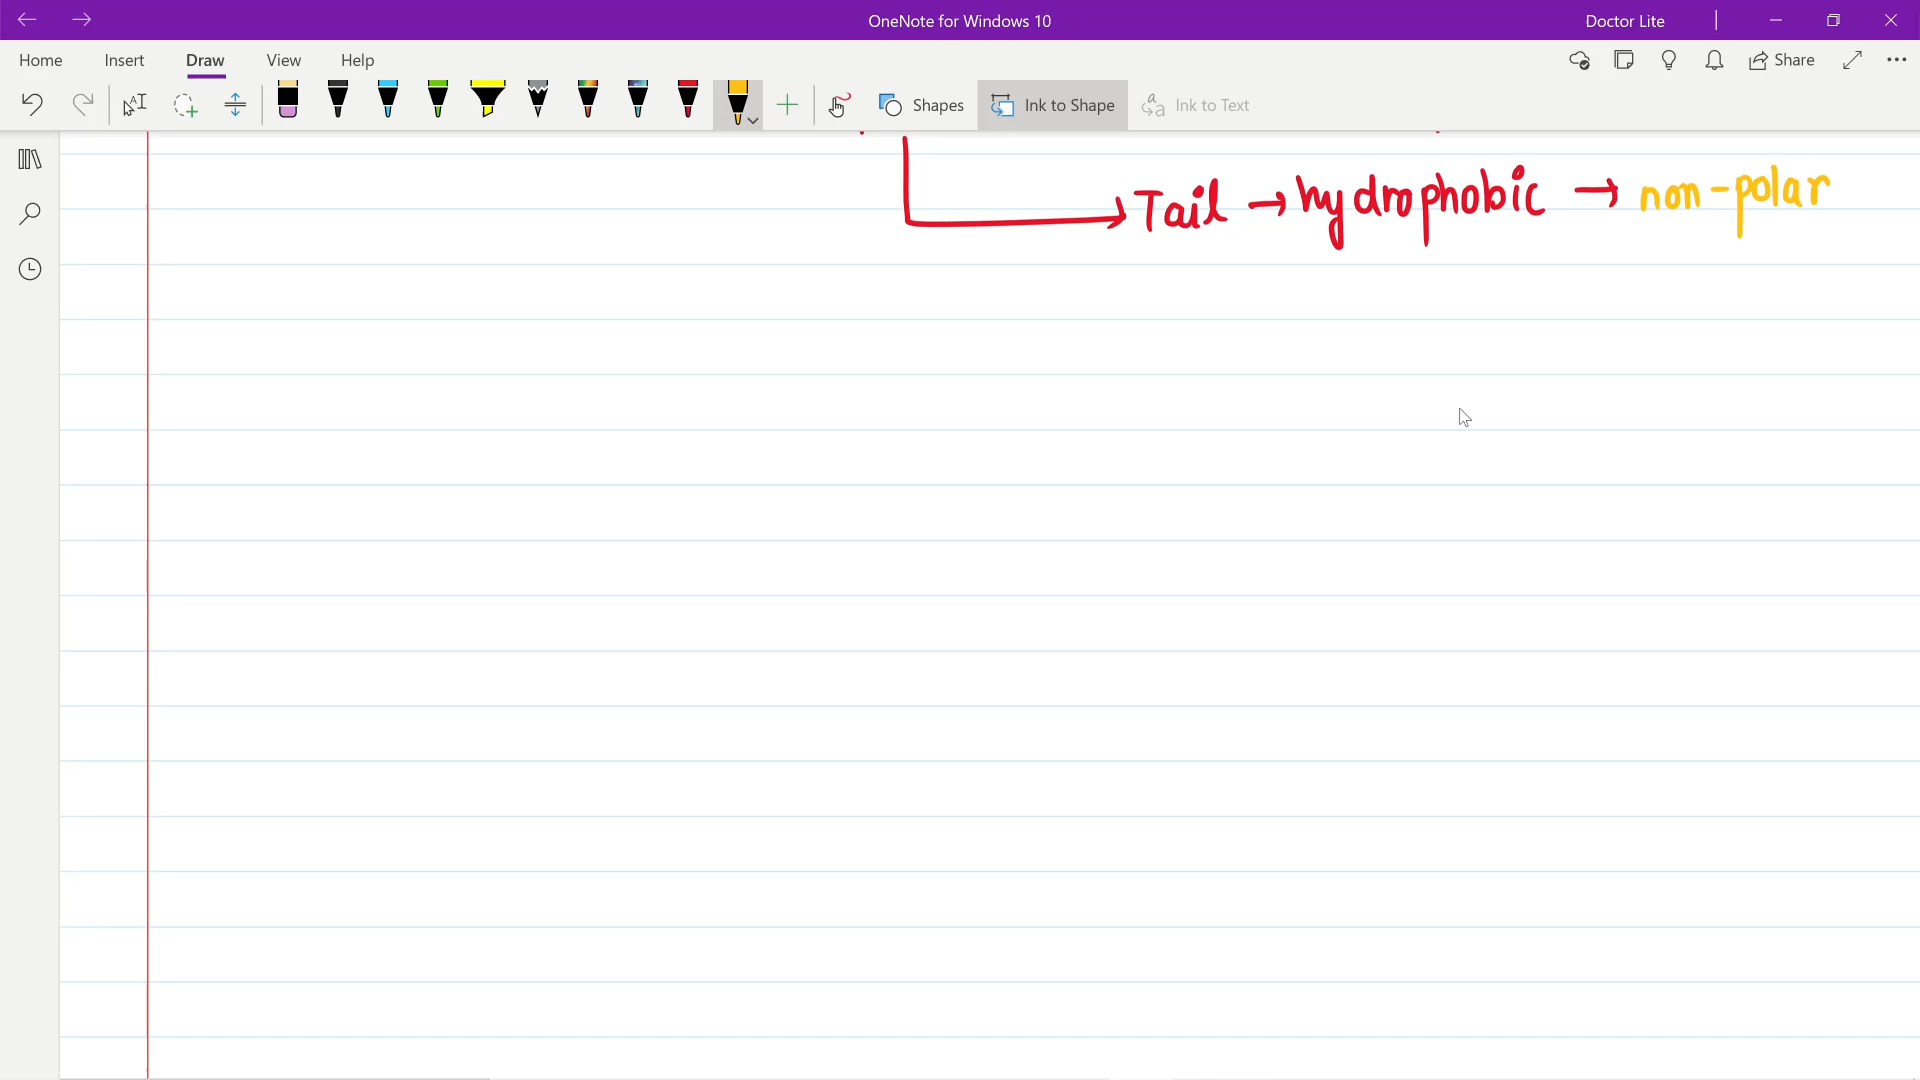 OneNote for Windows 10
Doctor Lite
Home Insert Draw View Help
Share
Shapes Ink to Shape Ink to Text
Tail → hydrophobic → non-polar